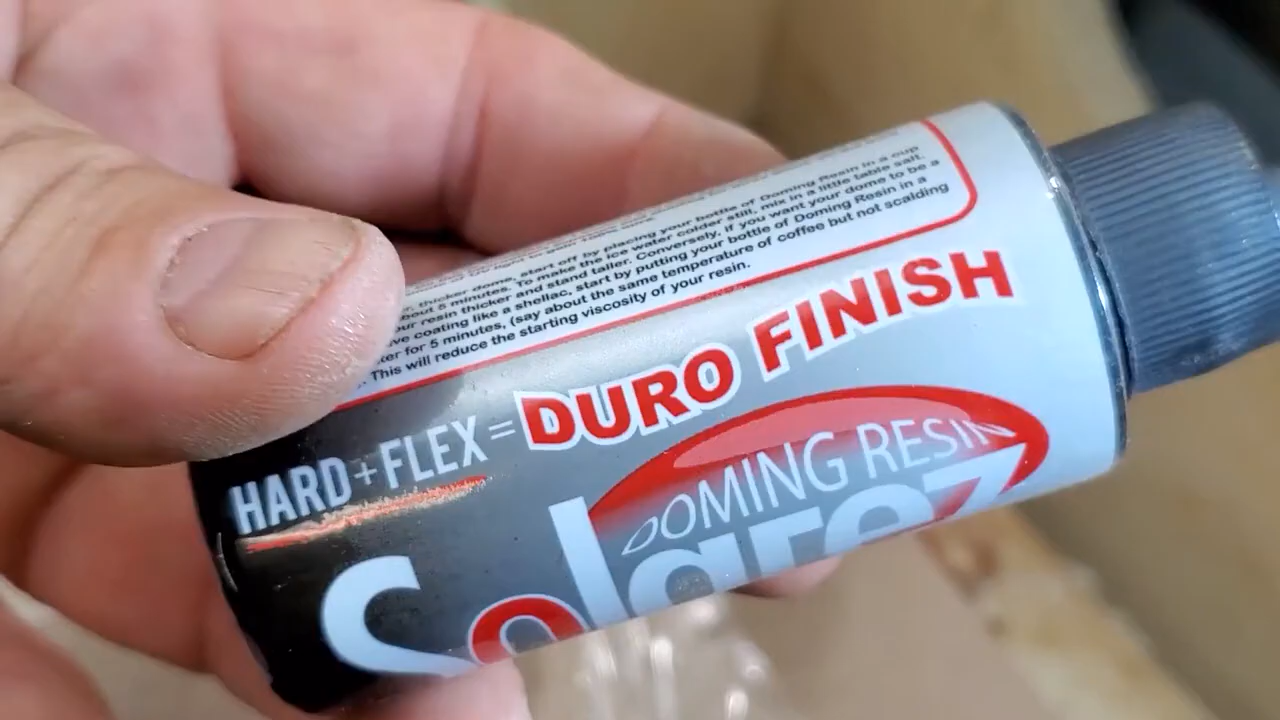 start off by placing your bottle of Doming Resin in a cup
bout 5 minutes. To make the ice water colder still, mix in a little table salt.
our resin thicker and stand taller. Conversely, if you want your dome to be a
ve coating like a shellac, start by putting your bottle of Doming Resin in a
ter for 5 minutes, (say about the same temperature of coffee but not scalding
. This will reduce the starting viscosity of your resin.
HARD+FLEX=DURO FINISH
DOMING RESIN
Solarez